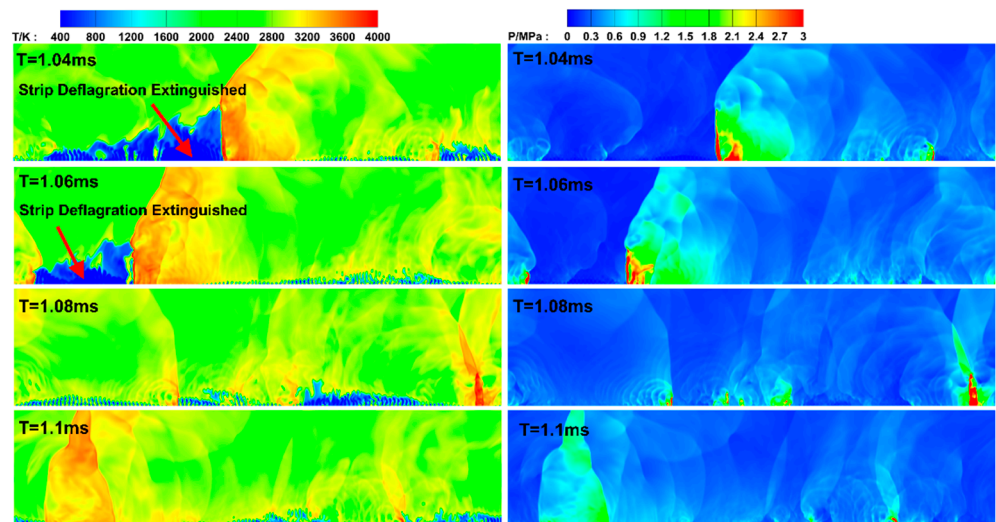 T/K : 400 800 1200 1600 2000 2400 2800 3200 3600 4000
P/MPa : 0 0.3 0.6 0.9 1.2 1.5 1.8 2.1 2.4 2.7 3
T=1.04ms
Strip Deflagration Extinguished
T=1.04ms
T=1.06ms
Strip Deflagration Extinguished
T=1.06ms
T=1.08ms
T=1.08ms
T=1.1ms
T=1.1ms